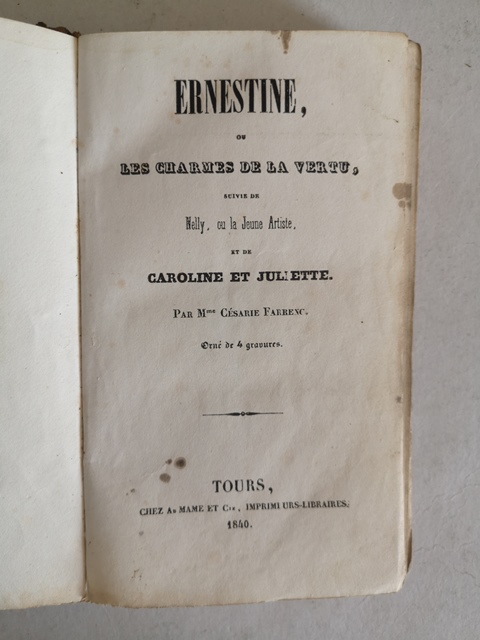 ERNESTINE,
OU
LES CHARMES DE LA VERTU,
SUIVIE DE
Nelly, ou la Jeune Artiste,
ET DE
CAROLINE ET JULIETTE.
PAR Mme CÉSARIE FARRENC.
Orné de 4 gravures.
TOURS,
CHEZ Ad MAME ET Cie, IMPRIMEURS-LIBRAIRES.
1840.